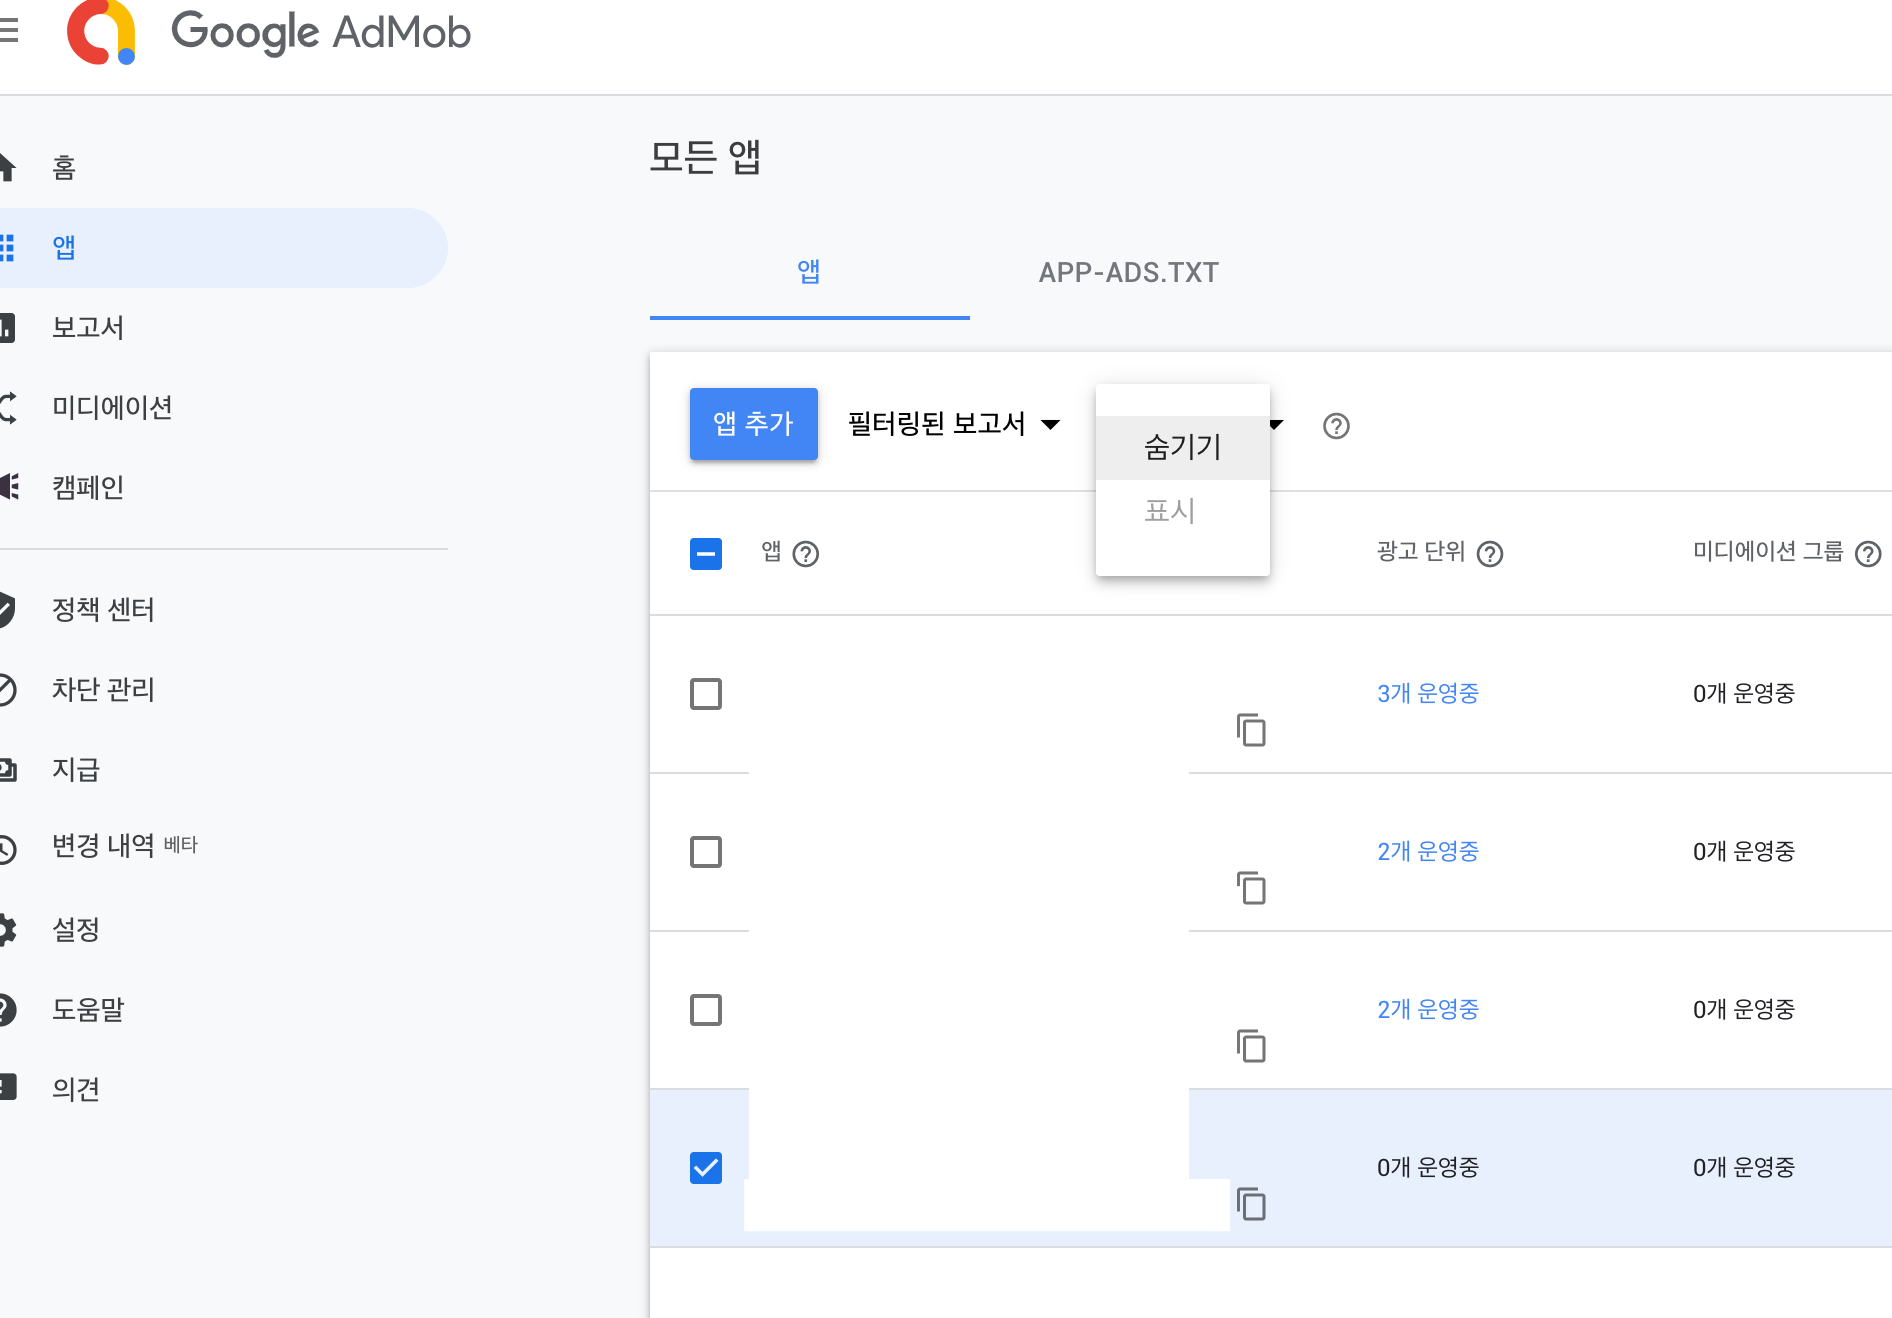 Google AdMob
홈
앱
보고서
미디에이션
캠페인
정책 센터
차단 관리
지급
변경 내역 베타
설정
도움말
의견
모든 앱
앱
APP-ADS.TXT
앱 추가
필터링된 보고서
숨기기
표시
앱
광고 단위
미디에이션 그룹
3개 운영중
0개 운영중
2개 운영중
0개 운영중
2개 운영중
0개 운영중
0개 운영중
0개 운영중